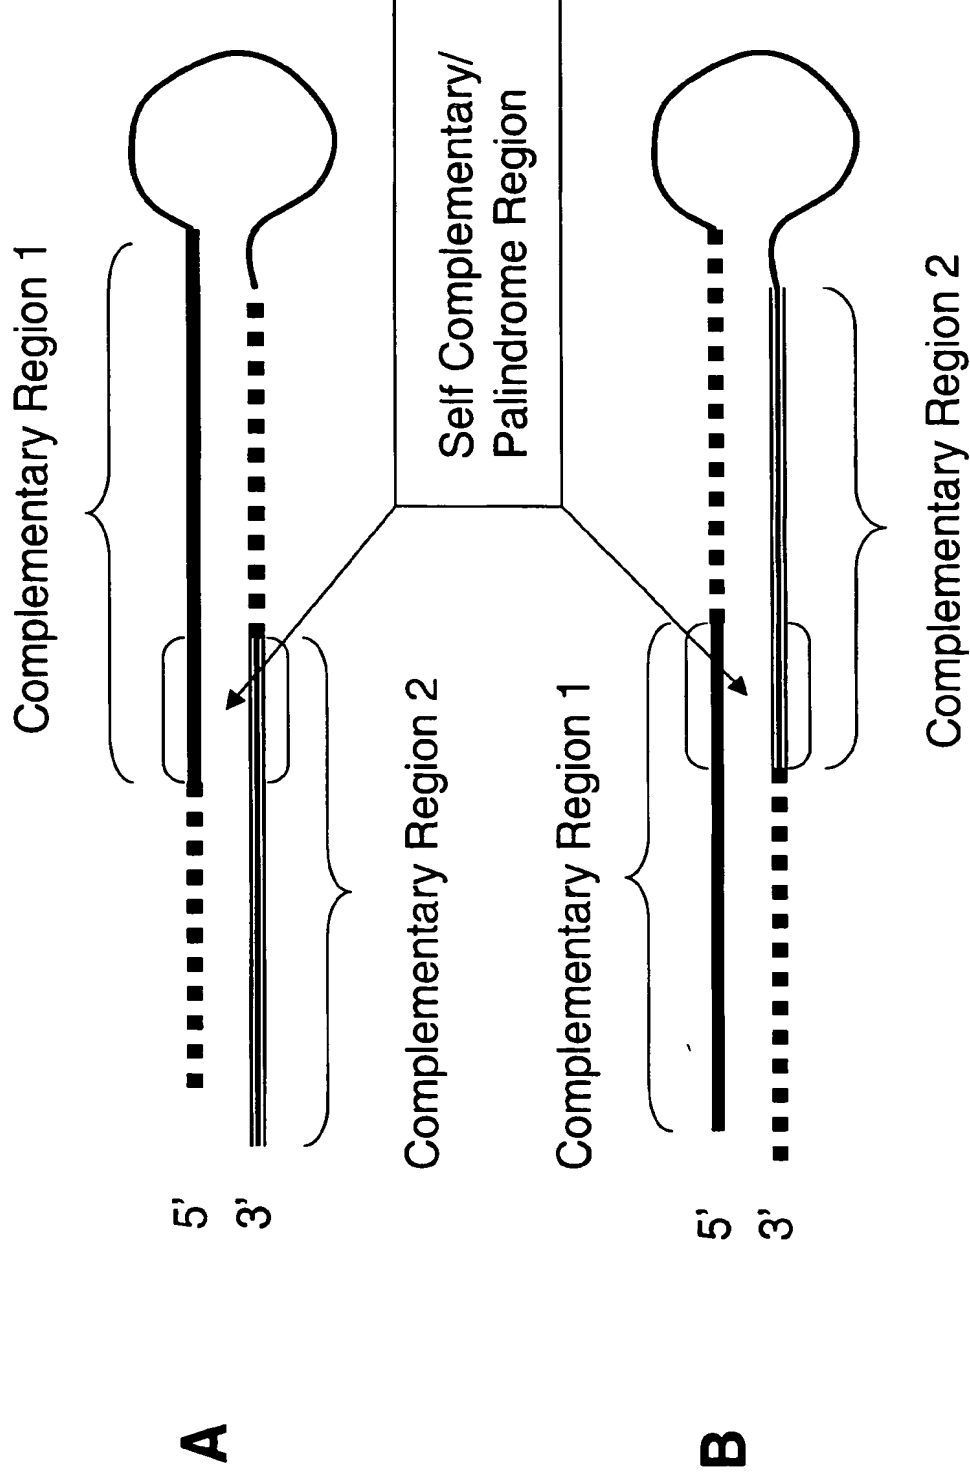 A
Complementary Region 1
5'
3'
Complementary Region 2
Self Complementary/
Palindrome Region
B
Complementary Region 1
5'
3'
Complementary Region 2